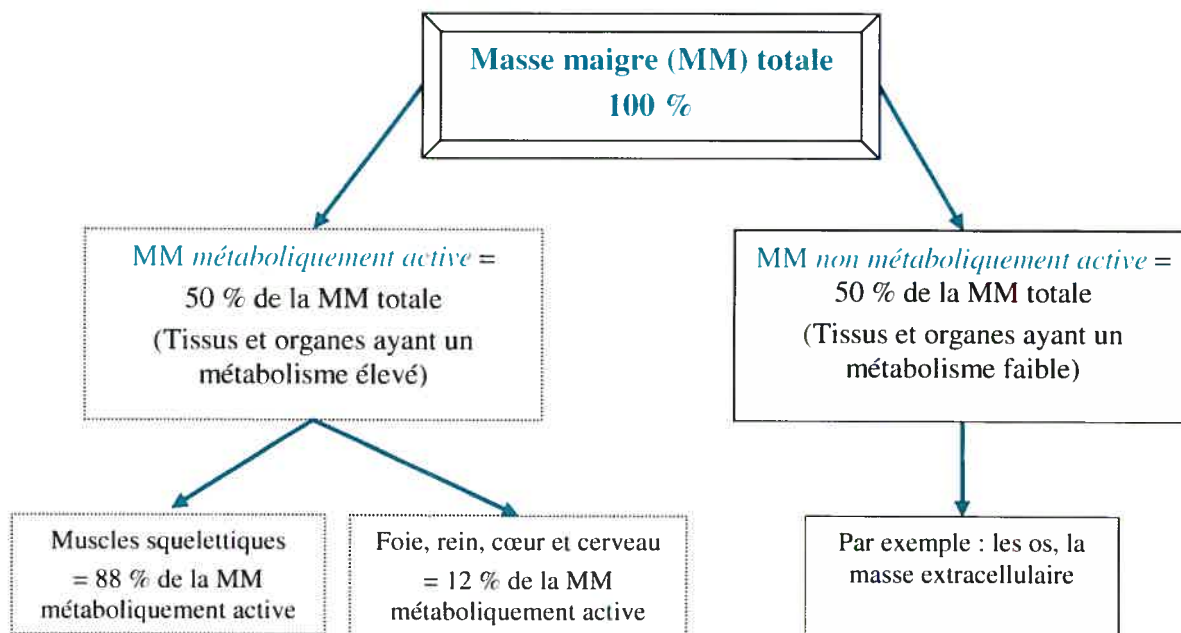 Masse maigre (MM) totale
100 %
MM métaboliquement active =
50 % de la MM totale
(Tissus et organes ayant un
métabolisme élevé)
MM non métaboliquement active =
50 % de la MM totale
(Tissus et organes ayant un
métabolisme faible)
Muscles squelettiques
= 88 % de la MM
métaboliquement active
Foie, rein, cœur et cerveau
= 12 % de la MM
métaboliquement active
Par exemple : les os, la
masse extracellulaire